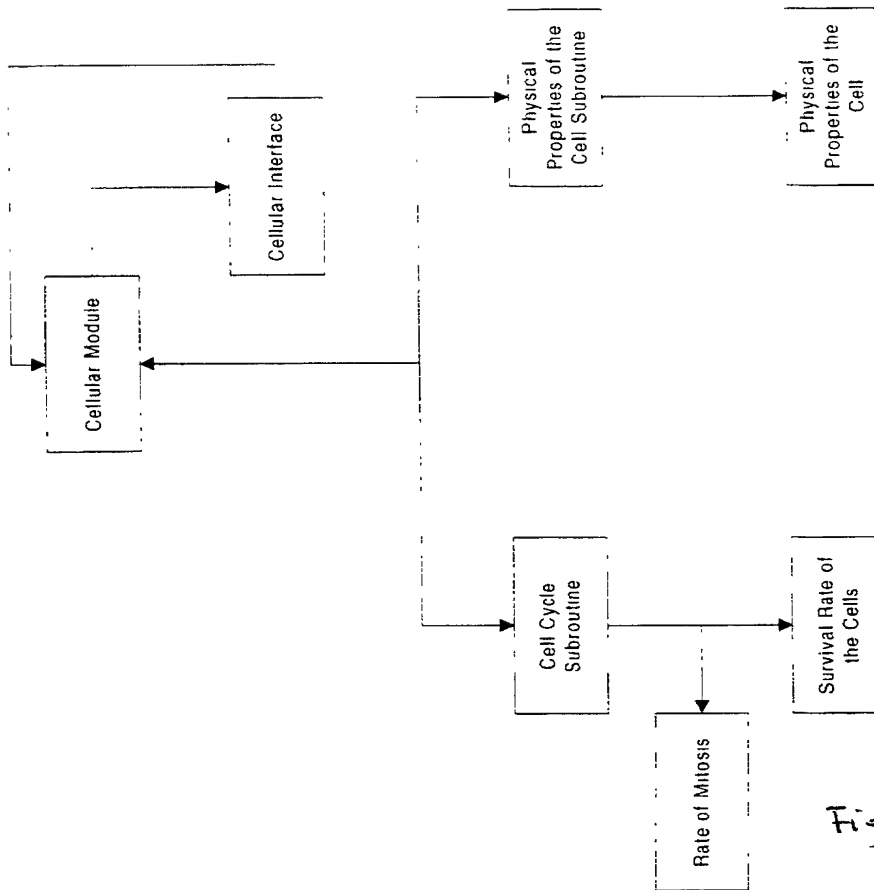 Cellular Module
Cellular Interface
Physical
Properties of the
Cell Subroutine
Physical
Properties of the
Cell
Cell Cycle
Subroutine
Survival Rate of
the Cells
Rate of Mitosis